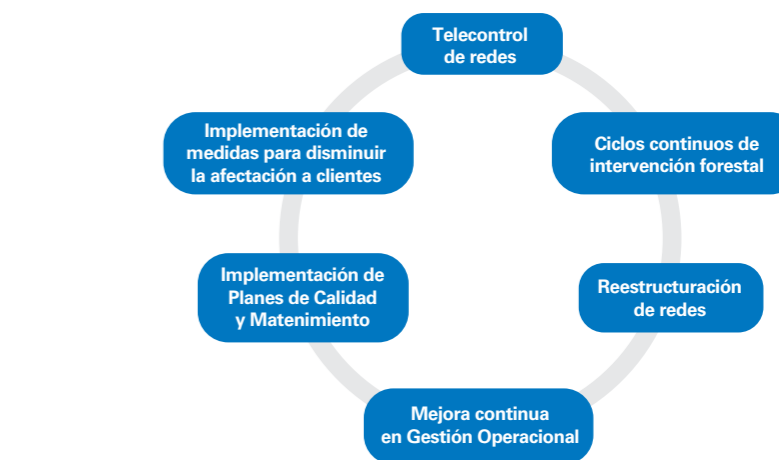 Telecontrol
de redes
Implementación de
medidas para disminuir
la afectación a clientes
Ciclos continuos de
intervención forestal
Implementación de
Planes de Calidad
y Matenimiento
Reestructuración
de redes
Mejora continua
en Gestión Operacional